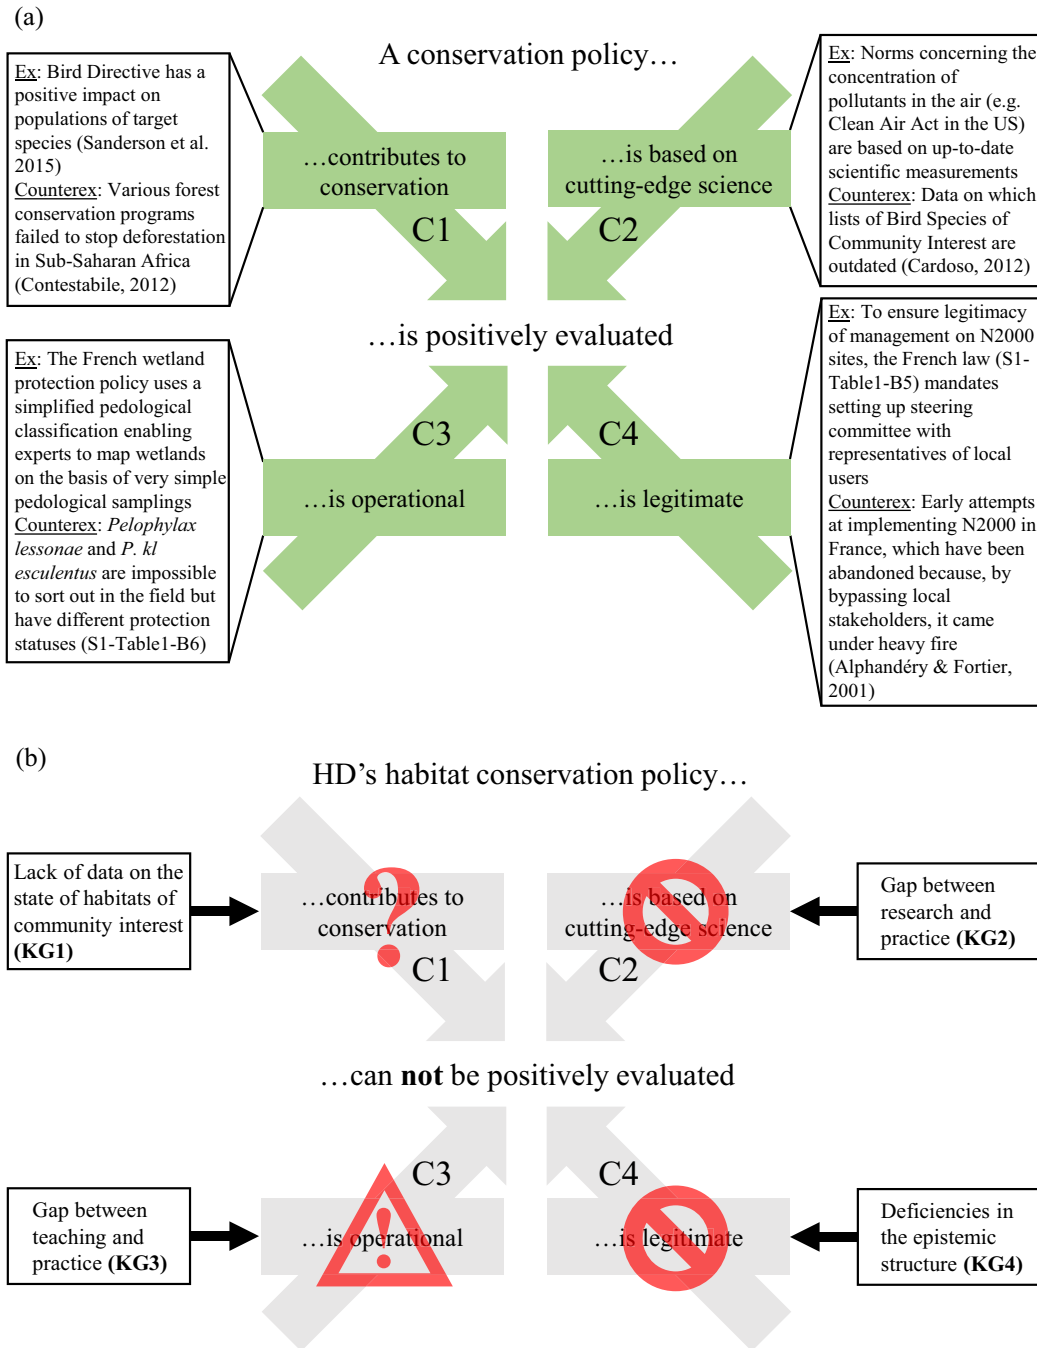 (a)
A conservation policy…
Ex: Bird Directive has a
positive impact on
populations of target
species (Sanderson et al.
2015)
Counterex: Various forest
conservation programs
failed to stop deforestation
in Sub-Saharan Africa
(Contestabile, 2012)
…contributes to
conservation
C1
…is based on
cutting-edge science
C2
Ex: Norms concerning the
concentration of
pollutants in the air (e.g.
Clean Air Act in the US)
are based on up-to-date
scientific measurements
Counterex: Data on which
lists of Bird Species of
Community Interest are
outdated (Cardoso, 2012)
…is positively evaluated
Ex: The French wetland
protection policy uses a
simplified pedological
classification enabling
experts to map wetlands
on the basis of very simple
pedological samplings
Counterex: Pelophylax
lessonae and P. kl
esculentus are impossible
to sort out in the field but
have different protection
statuses (S1-Table1-B6)
C3
…is operational
C4
…is legitimate
Ex: To ensure legitimacy
of management on N2000
sites, the French law (S1-
Table1-B5) mandates
setting up steering
committee with
representatives of local
users
Counterex: Early attempts
at implementing N2000 in
France, which have been
abandoned because, by
bypassing local
stakeholders, it came
under heavy fire
(Alphandéry & Fortier,
2001)
(b)
HD’s habitat conservation policy…
Lack of data on the
state of habitats of
community interest
(KG1)
…contributes to
conservation
?
C1
…is based on
cutting-edge science
C2
Gap between
research and
practice (KG2)
…can not be positively evaluated
Gap between
teaching and
practice (KG3)
C3
…is operational
!
C4
…is legitimate
Deficiencies in
the epistemic
structure (KG4)